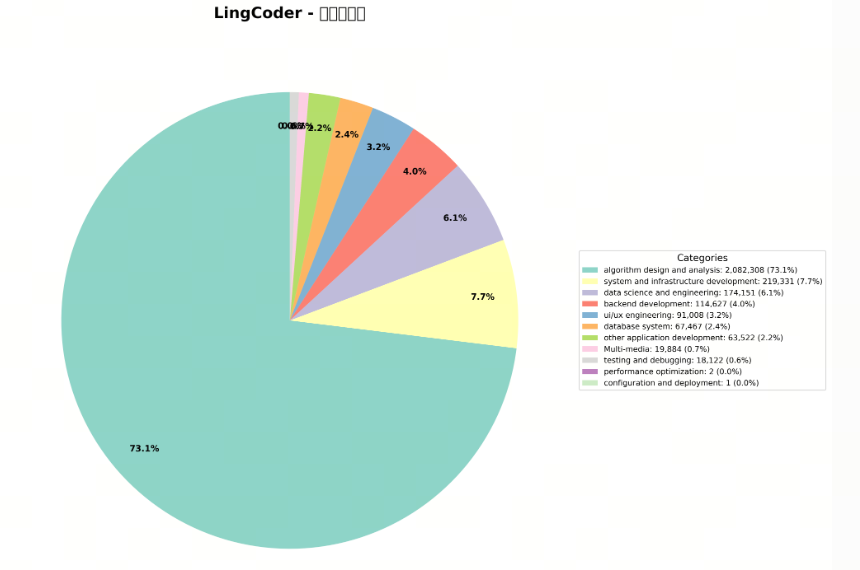 LingCoder -
2.2%
2.4%
3.2%
4.0%
6.1%
7.7%
73.1%
Categories
algorithm design and analysis: 2,082,308 (73.1%)
system and infrastructure development: 219,331 (7.7%)
data science and engineering: 174,151 (6.1%)
backend development: 114,627 (4.0%)
ui/ux engineering: 91,008 (3.2%)
database system: 67,467 (2.4%)
other application development: 63,522 (2.2%)
Multi-media: 19,884 (0.7%)
testing and debugging: 18,122 (0.6%)
performance optimization: 2 (0.0%)
configuration and deployment: 1 (0.0%)